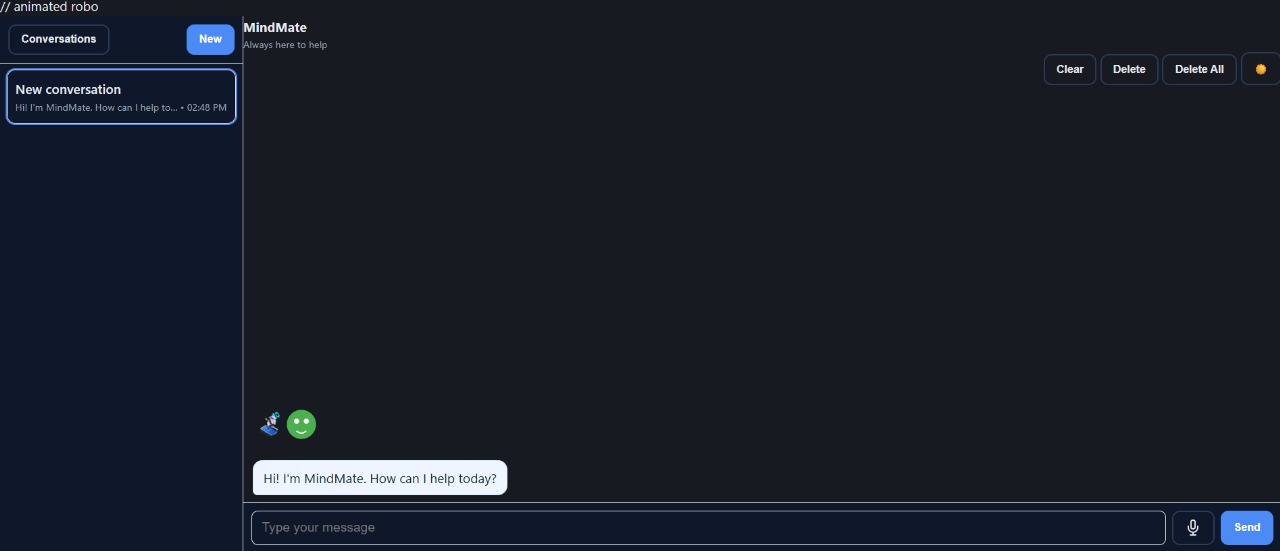 // animated robo
Conversations
New
New conversation
Hi! I'm MindMate. How can I help to... • 02:48 PM
MindMate
Always here to help
Clear
Delete
Delete All
Hi! I'm MindMate. How can I help today?
Type your message
Send